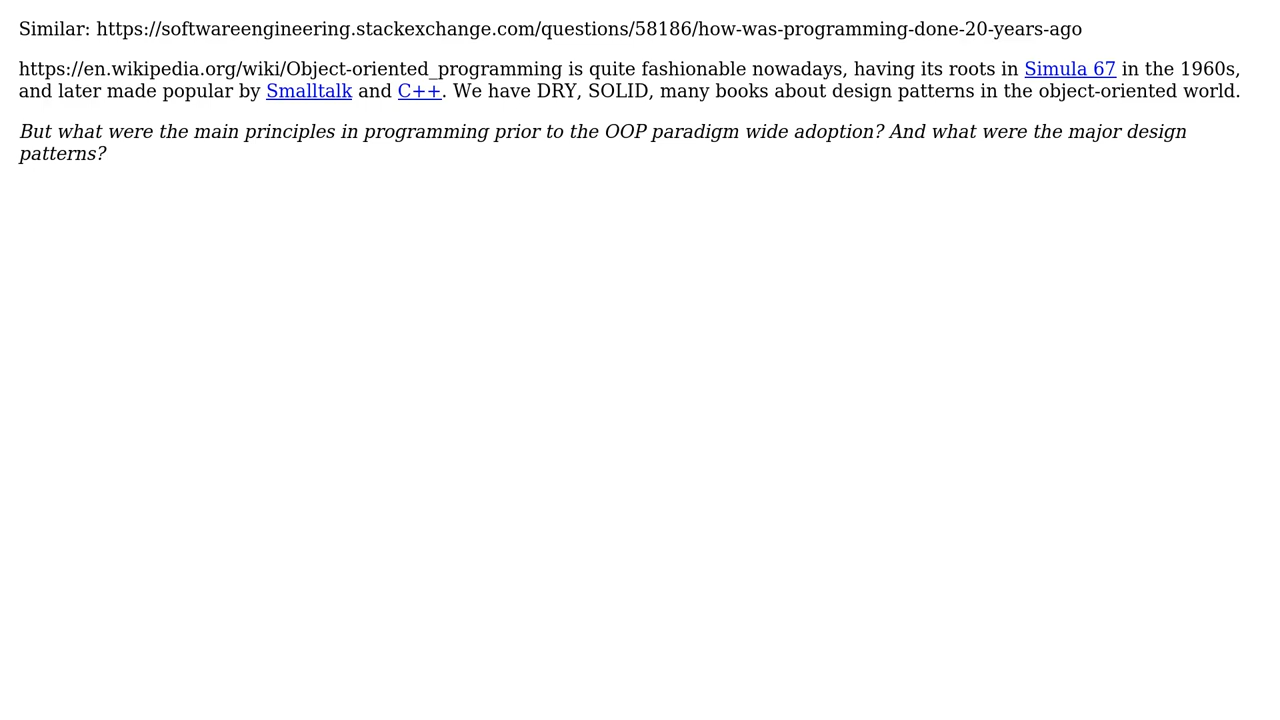 Similar: https://softwareengineering.stackexchange.com/questions/58186/how-was-programming-done-20-years-ago
https://en.wikipedia.org/wiki/Object-oriented_programming is quite fashionable nowadays, having its roots in Simula 67 in the 1960s,
and later made popular by Smalltalk and C++. We have DRY, SOLID, many books about design patterns in the object-oriented world.
But what were the main principles in programming prior to the OOP paradigm wide adoption? And what were the major design
patterns?